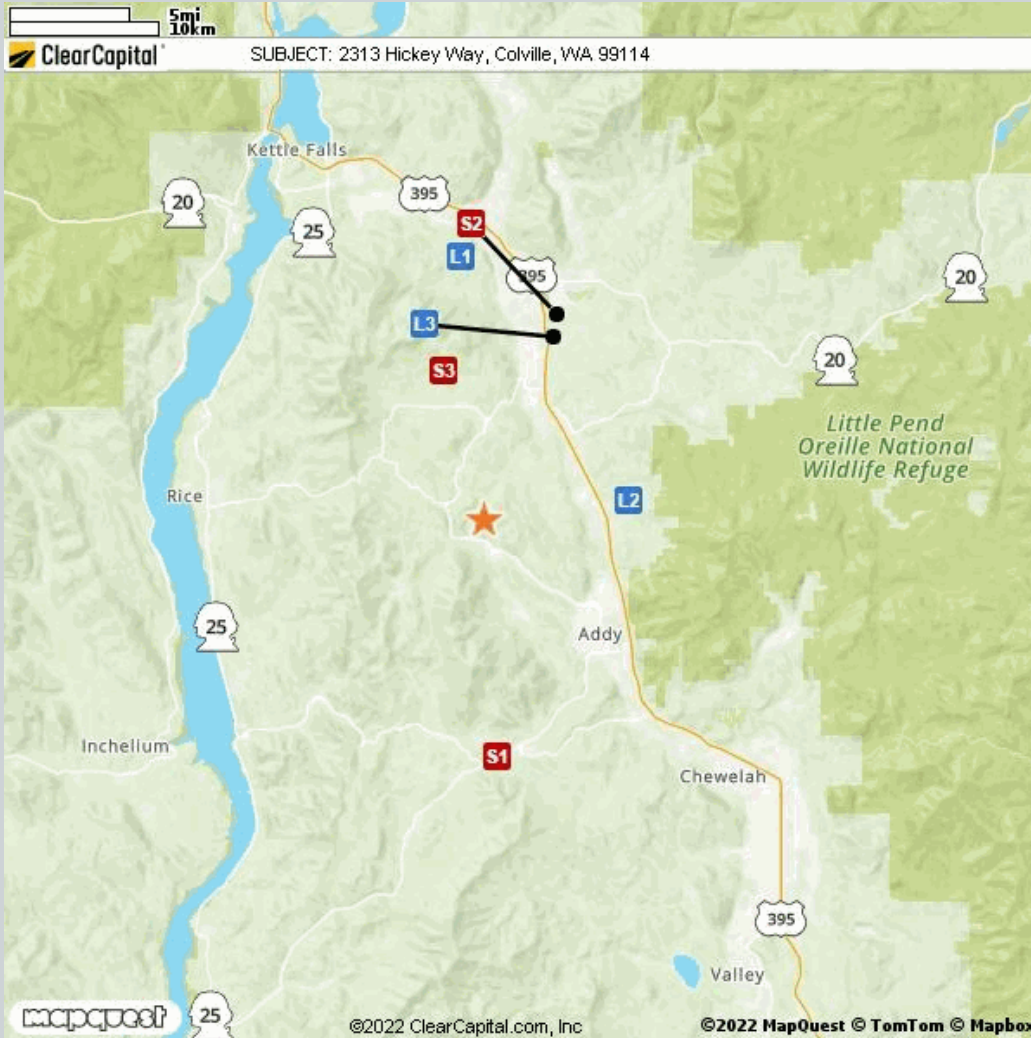 5mi
10km
ClearCapital SUBJECT: 2313 Hickey Way, Colville, WA 99114
Kettle Falls
20
395
25
S2
L1
395
20
L3
20
S3
Little Pend
Oreille National
Wildlife Refuge
Rice
L2
25
Addy
Inchelium
S1
Chewelah
395
Valley
mapquest
25
©2022 ClearCapital.com, Inc
©2022 MapQuest © TomTom © Mapbox